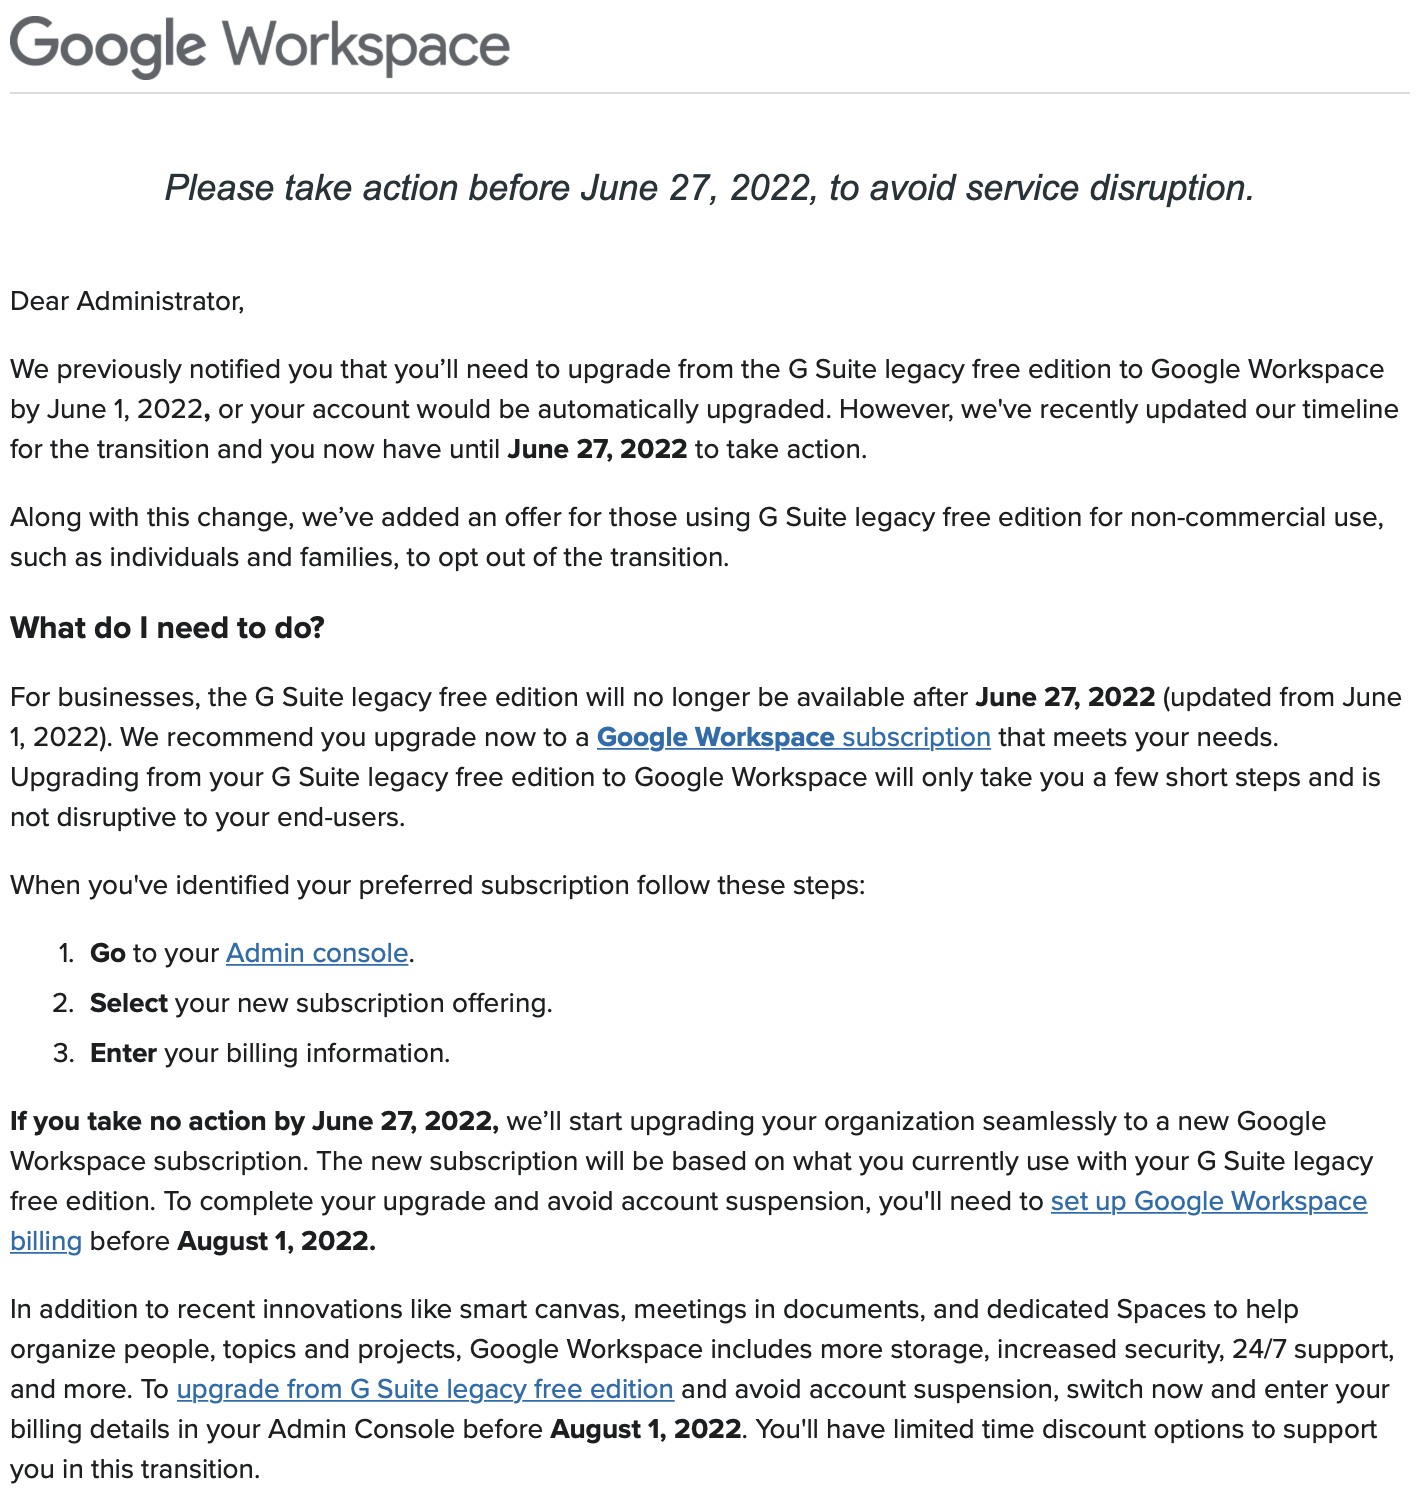 Google Workspace
Please take action before June 27, 2022, to avoid service disruption.
Dear Administrator,
We previously notified you that you’ll need to upgrade from the G Suite legacy free edition to Google Workspace
by June 1, 2022, or your account would be automatically upgraded. However, we've recently updated our timeline
for the transition and you now have until June 27, 2022 to take action.
Along with this change, we’ve added an offer for those using G Suite legacy free edition for non-commercial use,
such as individuals and families, to opt out of the transition.
What do I need to do?
For businesses, the G Suite legacy free edition will no longer be available after June 27, 2022 (updated from June
1, 2022). We recommend you upgrade now to a Google Workspace subscription that meets your needs.
Upgrading from your G Suite legacy free edition to Google Workspace will only take you a few short steps and is
not disruptive to your end-users.
When you've identified your preferred subscription follow these steps:
1. Go to your Admin console.
2. Select your new subscription offering.
3. Enter your billing information.
If you take no action by June 27, 2022, we’ll start upgrading your organization seamlessly to a new Google
Workspace subscription. The new subscription will be based on what you currently use with your G Suite legacy
free edition. To complete your upgrade and avoid account suspension, you'll need to set up Google Workspace
billing before August 1, 2022.
In addition to recent innovations like smart canvas, meetings in documents, and dedicated Spaces to help
organize people, topics and projects, Google Workspace includes more storage, increased security, 24/7 support,
and more. To upgrade from G Suite legacy free edition and avoid account suspension, switch now and enter your
billing details in your Admin Console before August 1, 2022. You'll have limited time discount options to support
you in this transition.